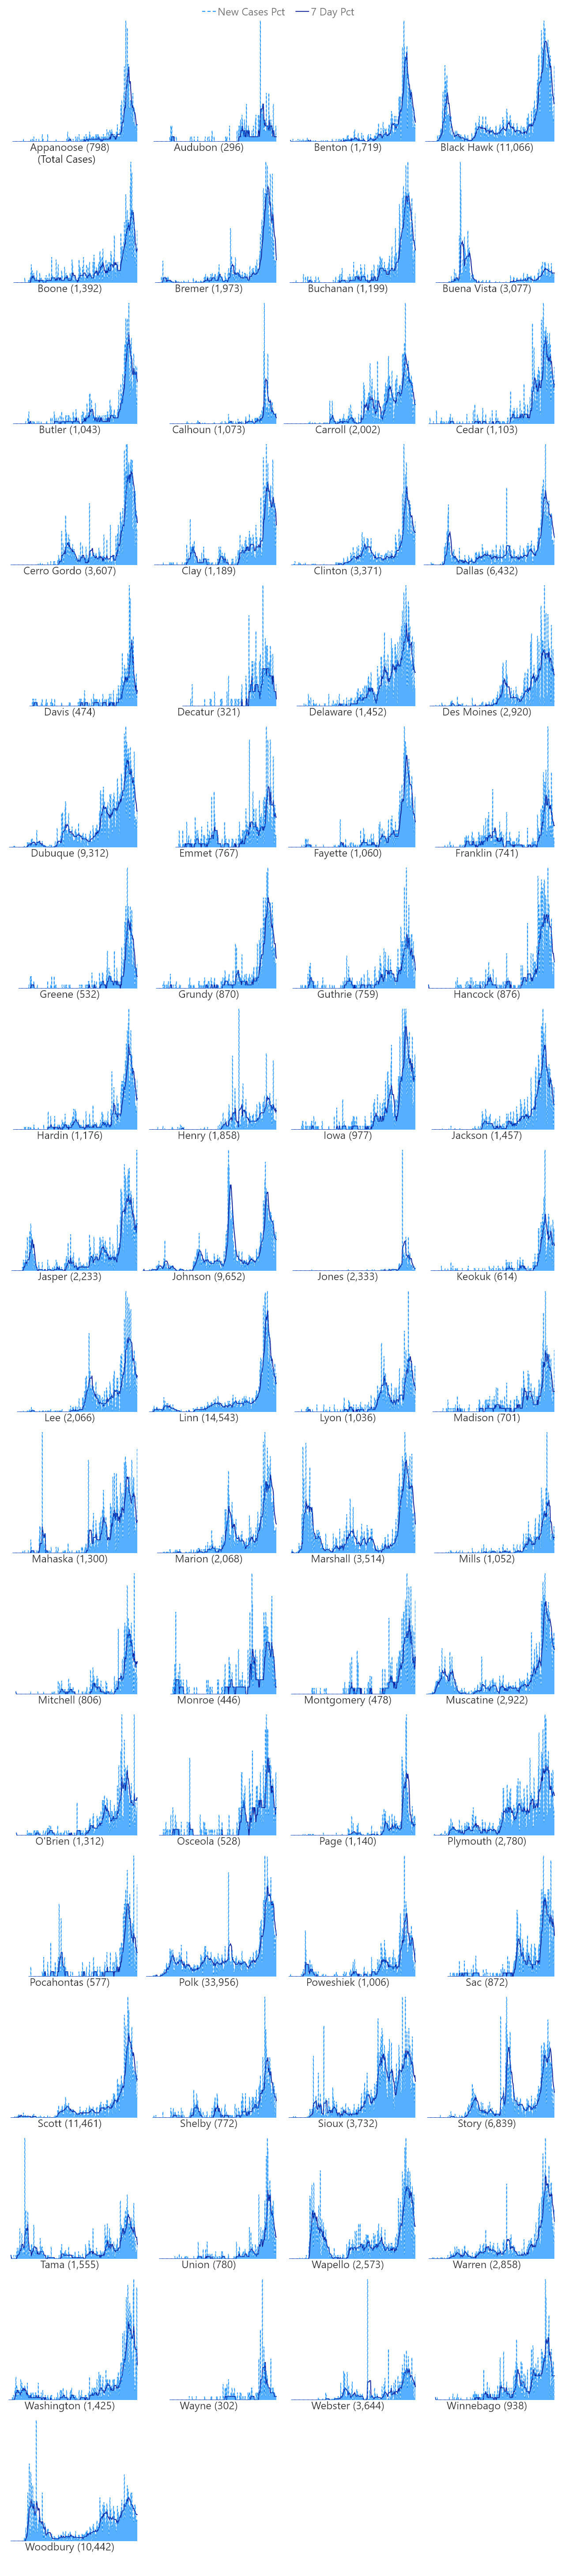 New Cases Pct 7 Day Pct
Appanoose (798)
(Total Cases)
Audubon (296)
Benton (1,719)
Black Hawk (11,066)
Boone (1,392)
Bremer (1,973)
Buchanan (1,199)
Buena Vista (3,077)
Butler (1,043)
Calhoun (1,073)
Carroll (2,002)
Cedar (1,103)
Cerro Gordo (3,607)
Clay (1,189)
Clinton (3,371)
Dallas (6,432)
Davis (474)
Decatur (321)
Delaware (1,452)
Des Moines (2,920)
Dubuque (9,312)
Emmet (767)
Fayette (1,060)
Franklin (741)
Greene (532)
Grundy (870)
Guthrie (759)
Hancock (876)
Hardin (1,176)
Henry (1,858)
Iowa (977)
Jackson (1,457)
Jasper (2,233)
Johnson (9,652)
Jones (2,333)
Keokuk (614)
Lee (2,066)
Linn (14,543)
Lyon (1,036)
Madison (701)
Mahaska (1,300)
Marion (2,068)
Marshall (3,514)
Mills (1,052)
Mitchell (806)
Monroe (446)
Montgomery (478)
Muscatine (2,922)
O'Brien (1,312)
Osceola (528)
Page (1,140)
Plymouth (2,780)
Pocahontas (577)
Polk (33,956)
Poweshiek (1,006)
Sac (872)
Scott (11,461)
Shelby (772)
Sioux (3,732)
Story (6,839)
Tama (1,555)
Union (780)
Wapello (2,573)
Warren (2,858)
Washington (1,425)
Wayne (302)
Webster (3,644)
Winnebago (938)
Woodbury (10,442)